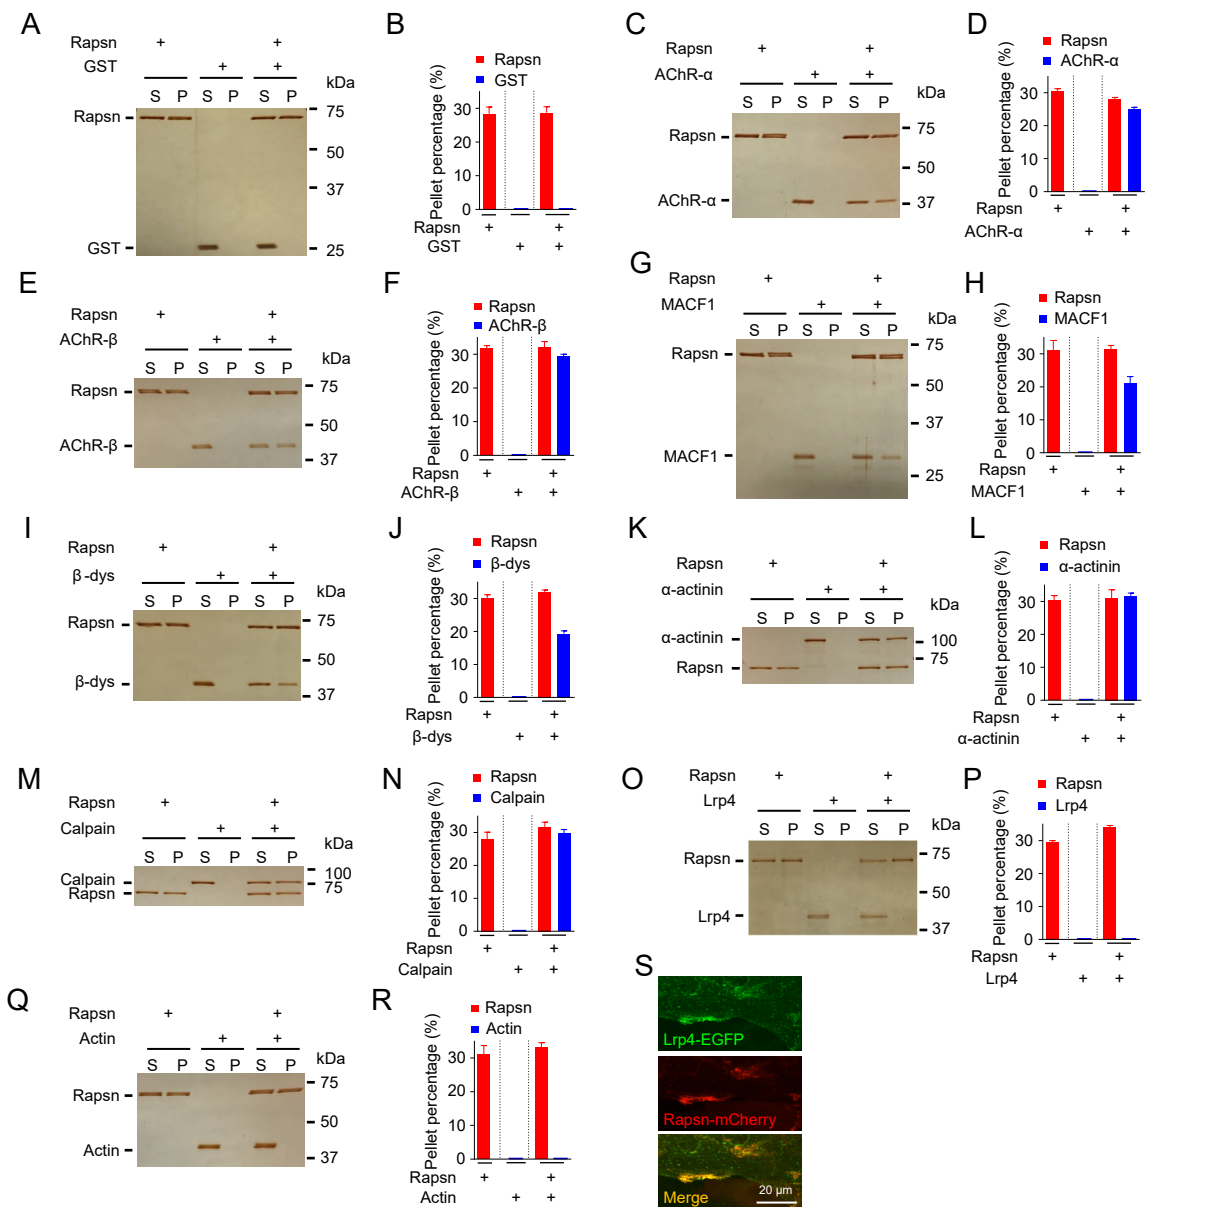 A
Rapsn + +
GST + +
S P S P S P kDa
Rapsn
75
50
37
GST
25
B
Rapsn
GST
Pellet percentage (%)
30
20
10
0
Rapsn + +
GST + +
C
Rapsn + +
AChR-α + +
S P S P S P kDa
Rapsn
75
50
AChR-α
37
D
Rapsn
AChR-α
Pellet percentage (%)
30
20
10
0
Rapsn + +
AChR-α + +
E
Rapsn + +
AChR-β + +
S P S P S P kDa
Rapsn
75
50
AChR-β
37
F
Rapsn
AChR-β
Pellet percentage (%)
30
20
10
0
Rapsn + +
AChR-β + +
G
Rapsn + +
MACF1 + +
S P S P S P kDa
Rapsn
75
50
37
MACF1
25
H
Rapsn
MACF1
Pellet percentage (%)
30
20
10
0
Rapsn + +
MACF1 + +
I
Rapsn + +
β-dys + +
S P S P S P kDa
Rapsn
75
50
β-dys
37
J
Rapsn
β-dys
Pellet percentage (%)
30
20
10
0
Rapsn + +
β-dys + +
K
Rapsn + +
α-actinin + +
S P S P S P kDa
α-actinin
100
75
Rapsn
L
Rapsn
α-actinin
Pellet percentage (%)
30
20
10
0
Rapsn + +
α-actinin + +
M
Rapsn + +
Calpain + +
S P S P S P kDa
100
Calpain
75
Rapsn
N
Rapsn
Calpain
Pellet percentage (%)
30
20
10
0
Rapsn + +
Calpain + +
O
Rapsn + +
Lrp4 + +
S P S P S P kDa
Rapsn
75
50
Lrp4
37
P
Rapsn
Lrp4
Pellet percentage (%)
30
20
10
0
Rapsn + +
Lrp4 + +
Q
Rapsn + +
Actin + +
S P S P S P kDa
Rapsn
75
50
Actin
37
R
Rapsn
Actin
Pellet percentage (%)
30
20
10
0
Rapsn + +
Actin + +
S
Lrp4-EGFP
Rapsn-mCherry
Merge
20 μm